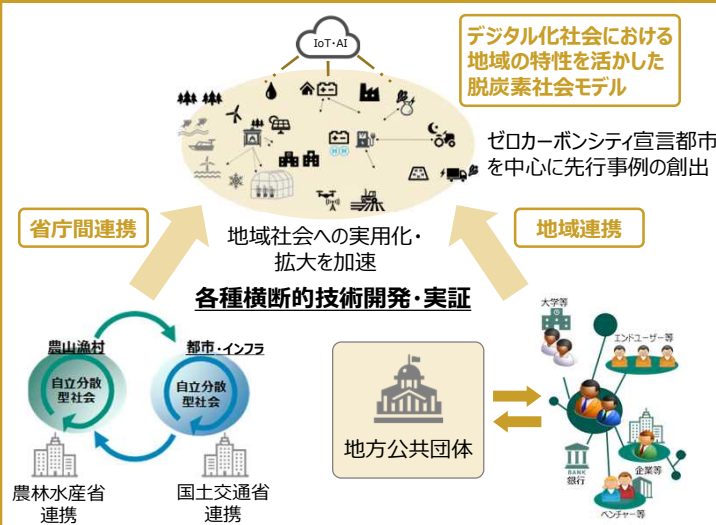 IoT・AI
デジタル化社会における
地域の特性を活かした
脱炭素社会モデル
ゼロカーボンシティ宣言都市
を中心に先行事例の創出
省庁間連携
地域連携
地域社会への実用化・
拡大を加速
各種横断的技術開発・実証
農山漁村
都市・インフラ
自立分散
型社会
自立分散
型社会
農林水産省
連携
国土交通省
連携
地方公共団体
大学等
エンドユーザー等
BANK
銀行
企業等
ベンチャー等